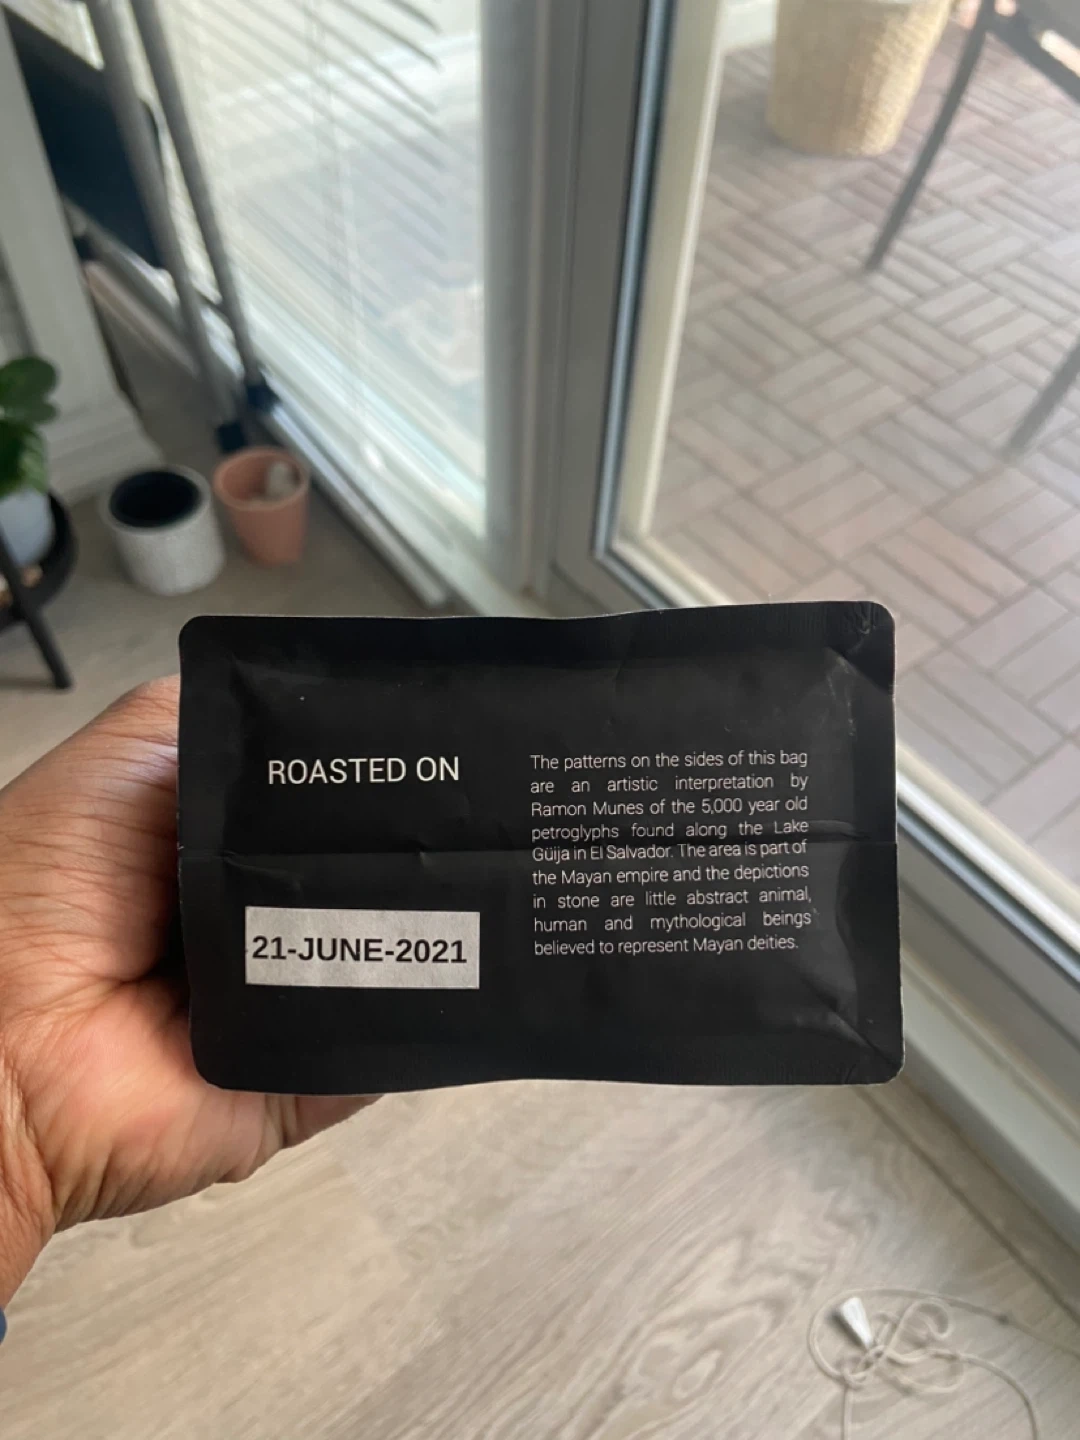 ROASTED ON
21-JUNE-2021
The patterns on the sides of this bag
are an artistic interpretation by
Ramon Munes of the 5,000 year old
petroglyphs found along the Lake
Güija in El Salvador. The area is part of
the Mayan empire and the depictions
in stone are little abstract animal,
human and mythological beings
believed to represent Mayan deities.